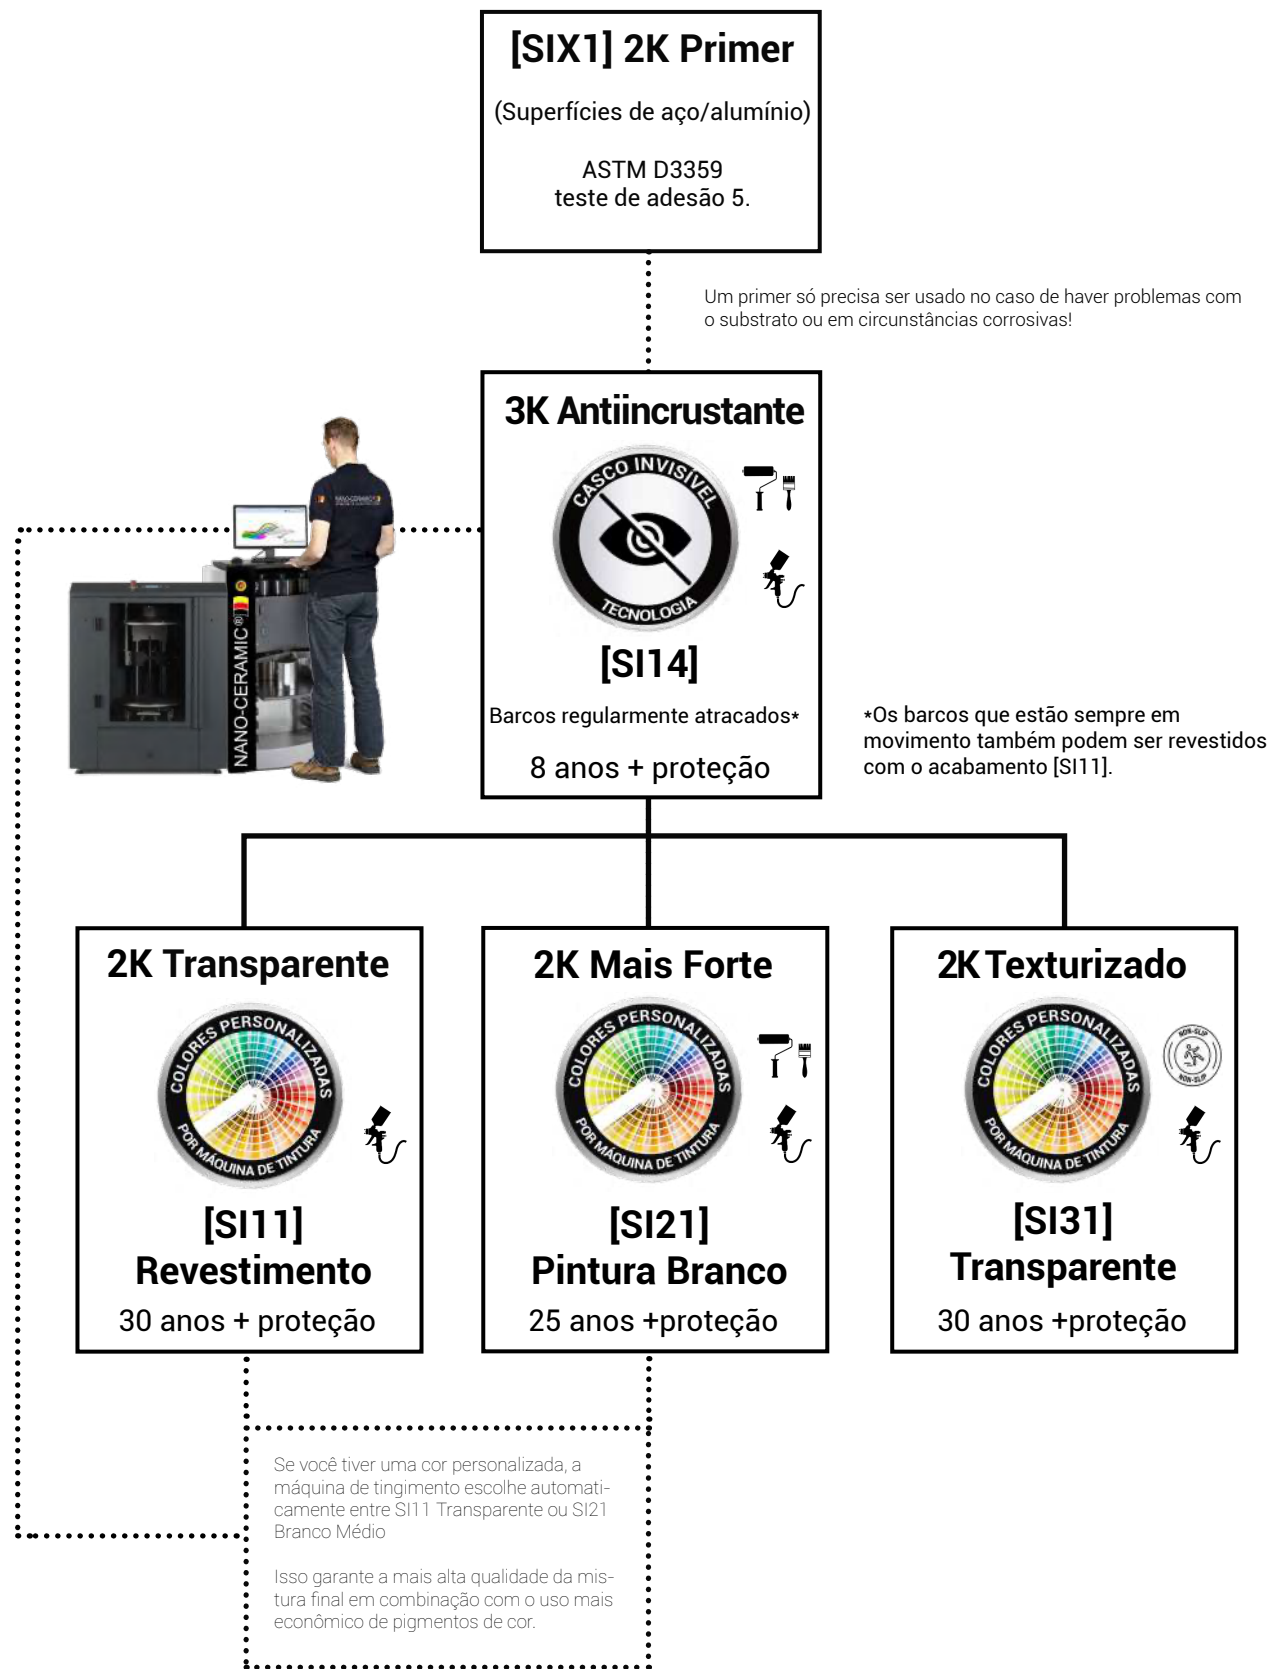 [SIX1] 2K Primer
(Superfícies de aço/alumínio)
ASTM D3359
teste de adesão 5.
Um primer só precisa ser usado no caso de haver problemas com
o substrato ou em circunstâncias corrosivas!
3K Antiincrustante
CASCO INVISÍVEL
TECNOLOGIA
[SI14]
Barcos regularmente atracados*
8 anos + proteção
NANO-CERAMIC®
*Os barcos que estão sempre em
movimento também podem ser revestidos
com o acabamento [SI11].
2K Transparente
COLORES PERSONALIZADAS
POR MÁQUINA DE TINTURA
[SI11]
Revestimento
30 anos + proteção
2K Mais Forte
COLORES PERSONALIZADAS
POR MÁQUINA DE TINTURA
[SI21]
Pintura Branco
25 anos +proteção
2K Texturizado
COLORES PERSONALIZADAS
POR MÁQUINA DE TINTURA
NON-SLIP
NON-SLIP
[SI31]
Transparente
30 anos +proteção
Se você tiver uma cor personalizada, a
máquina de tingimento escolhe automati-
camente entre SI11 Transparente ou SI21
Branco Médio
Isso garante a mais alta qualidade da mis-
tura final em combinação com o uso mais
econômico de pigmentos de cor.